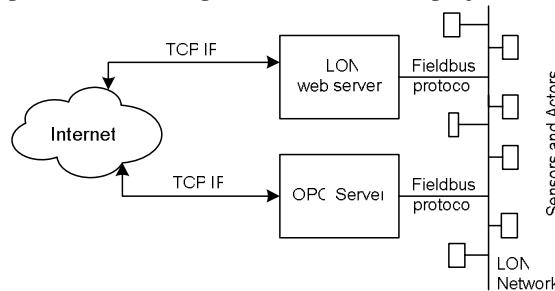 TCP IF
LON
web server
Fieldbus
protoco
Internet
TCP IF
OPC Server
Fieldbus
protoco
Sensors and Actors
LON
Network